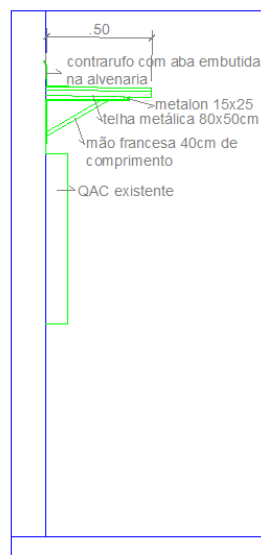 .50
contrarufo com aba embutida
na alvenaria
metalon 15x25
telha metálica 80x50cm
mão francesa 40cm de
comprimento
QAC existente